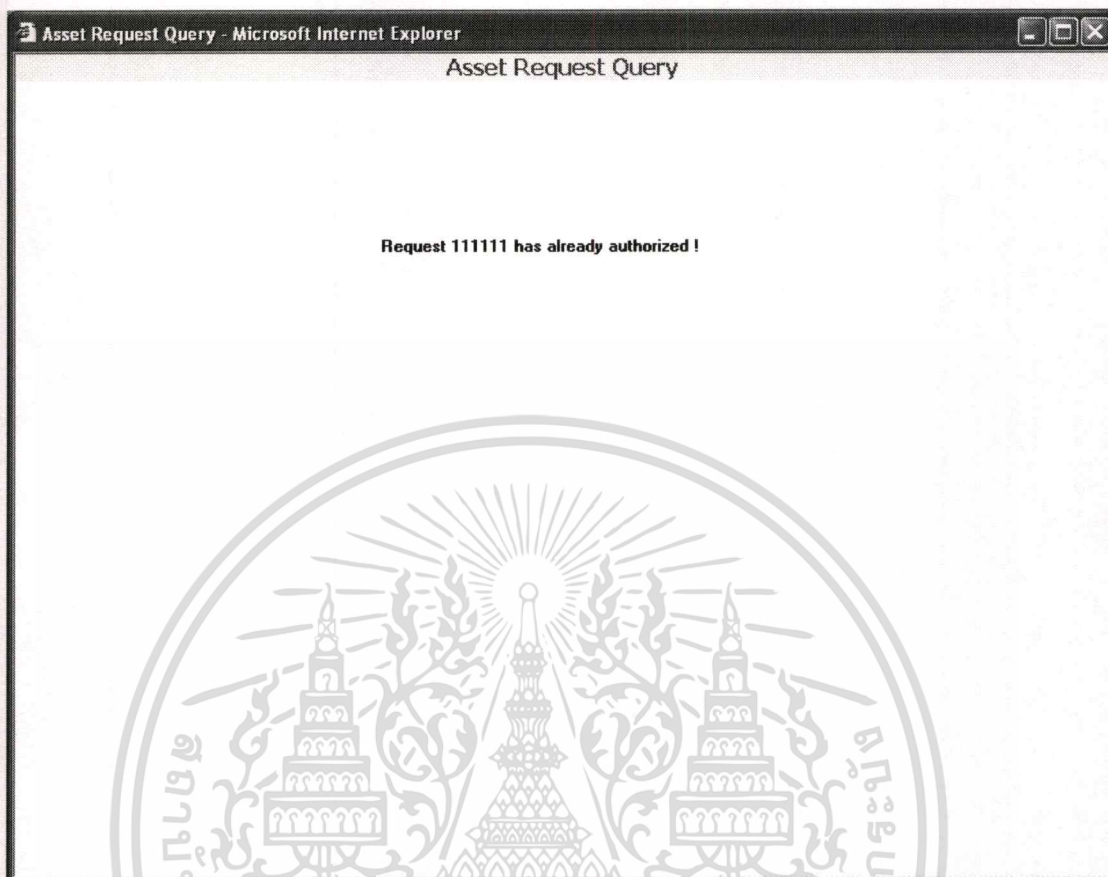 Asset Request Query - Microsoft Internet Explorer
Asset Request Query
Request 111111 has already authorized !